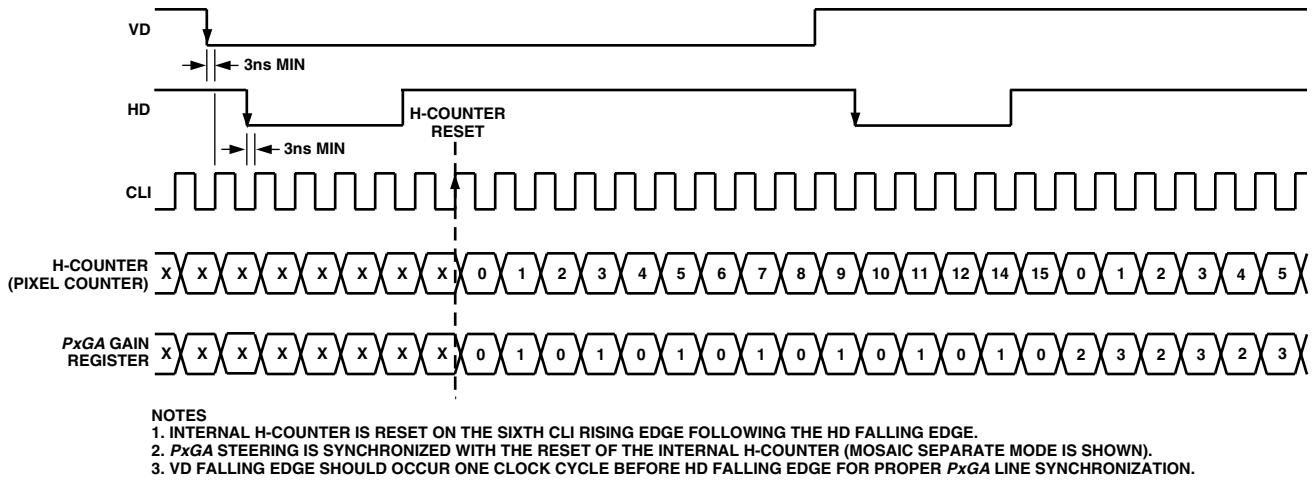 VD
3ns MIN
HD
H-COUNTER
RESET
3ns MIN
CLI
H-COUNTER
(PIXEL COUNTER)
X X X X X X X X 0 1 2 3 4 5 6 7 8 9 10 11 12 14 15 0 1 2 3 4 5
PxGA GAIN
REGISTER
X X X X X X X X 0 1 0 1 0 1 0 1 0 1 0 1 0 1 0 2 3 2 3 2 3
NOTES
1. INTERNAL H-COUNTER IS RESET ON THE SIXTH CLI RISING EDGE FOLLOWING THE HD FALLING EDGE.
2. PxGA STEERING IS SYNCHRONIZED WITH THE RESET OF THE INTERNAL H-COUNTER (MOSAIC SEPARATE MODE IS SHOWN).
3. VD FALLING EDGE SHOULD OCCUR ONE CLOCK CYCLE BEFORE HD FALLING EDGE FOR PROPER PxGA LINE SYNCHRONIZATION.